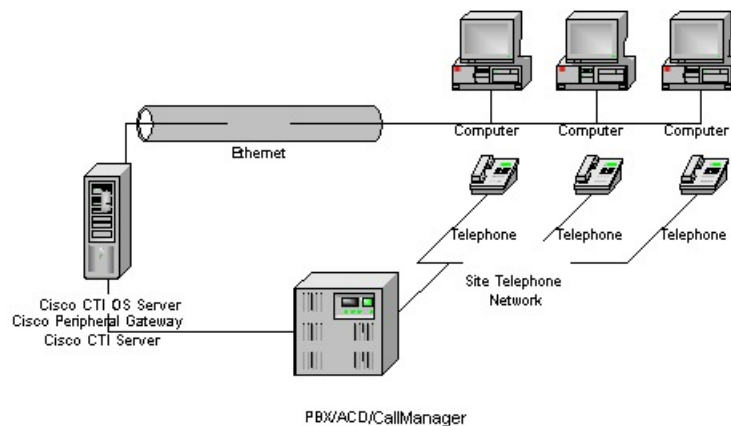 Computer
Computer
Computer
Ethernet
Telephone
Telephone
Telephone
Site Telephone
Network
Cisco CTI OS Server
Cisco Peripheral Gateway
Cisco CTI Server
PBX/ACD/CallManager